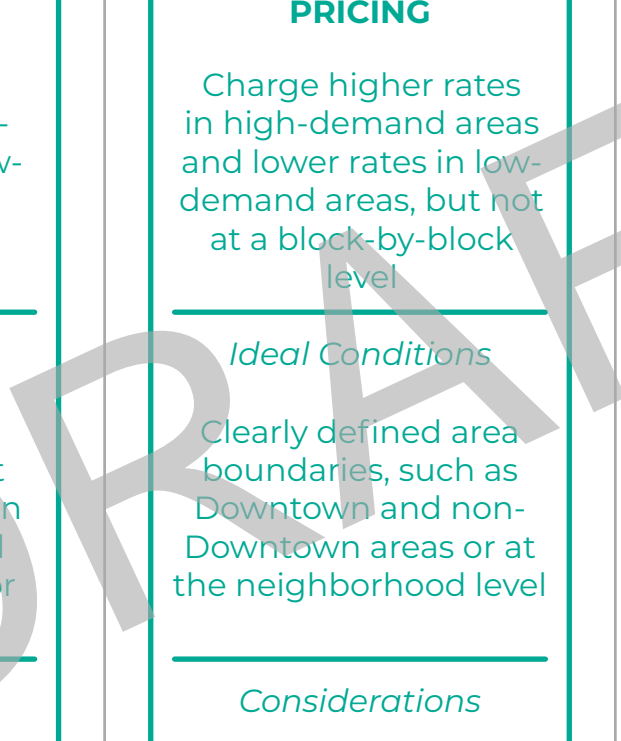 PRICING
Charge higher rates
in high-demand areas
and lower rates in low-
demand areas, but not
at a block-by-block
level
Ideal Conditions
Clearly defined area
boundaries, such as
Downtown and non-
Downtown areas or at
the neighborhood level
Considerations